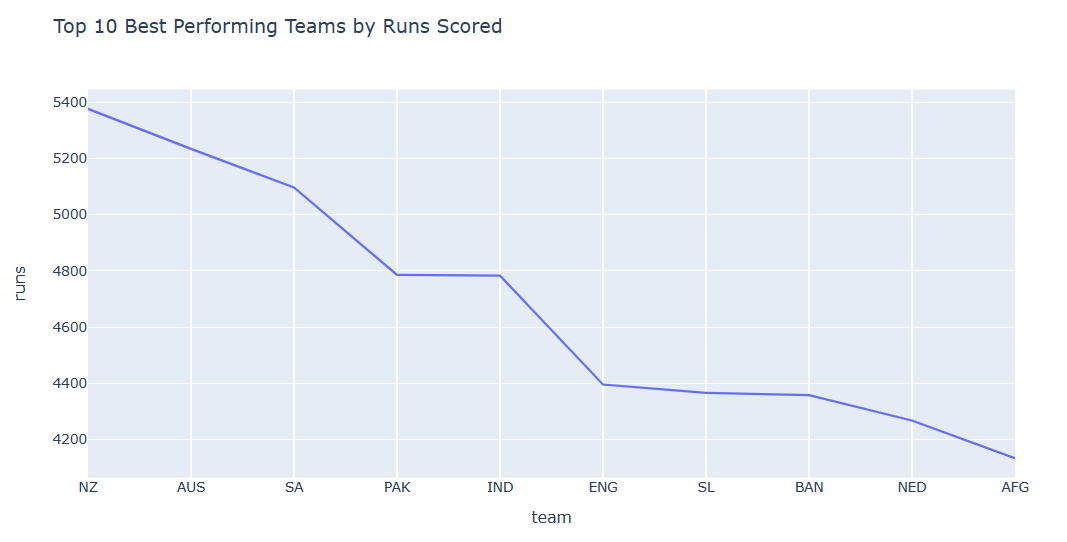 Top 10 Best Performing Teams by Runs Scored
5400
5200
5000
4800
4600
4400
4200
runs
NZ AUS SA PAK IND ENG SL BAN NED AFG
team